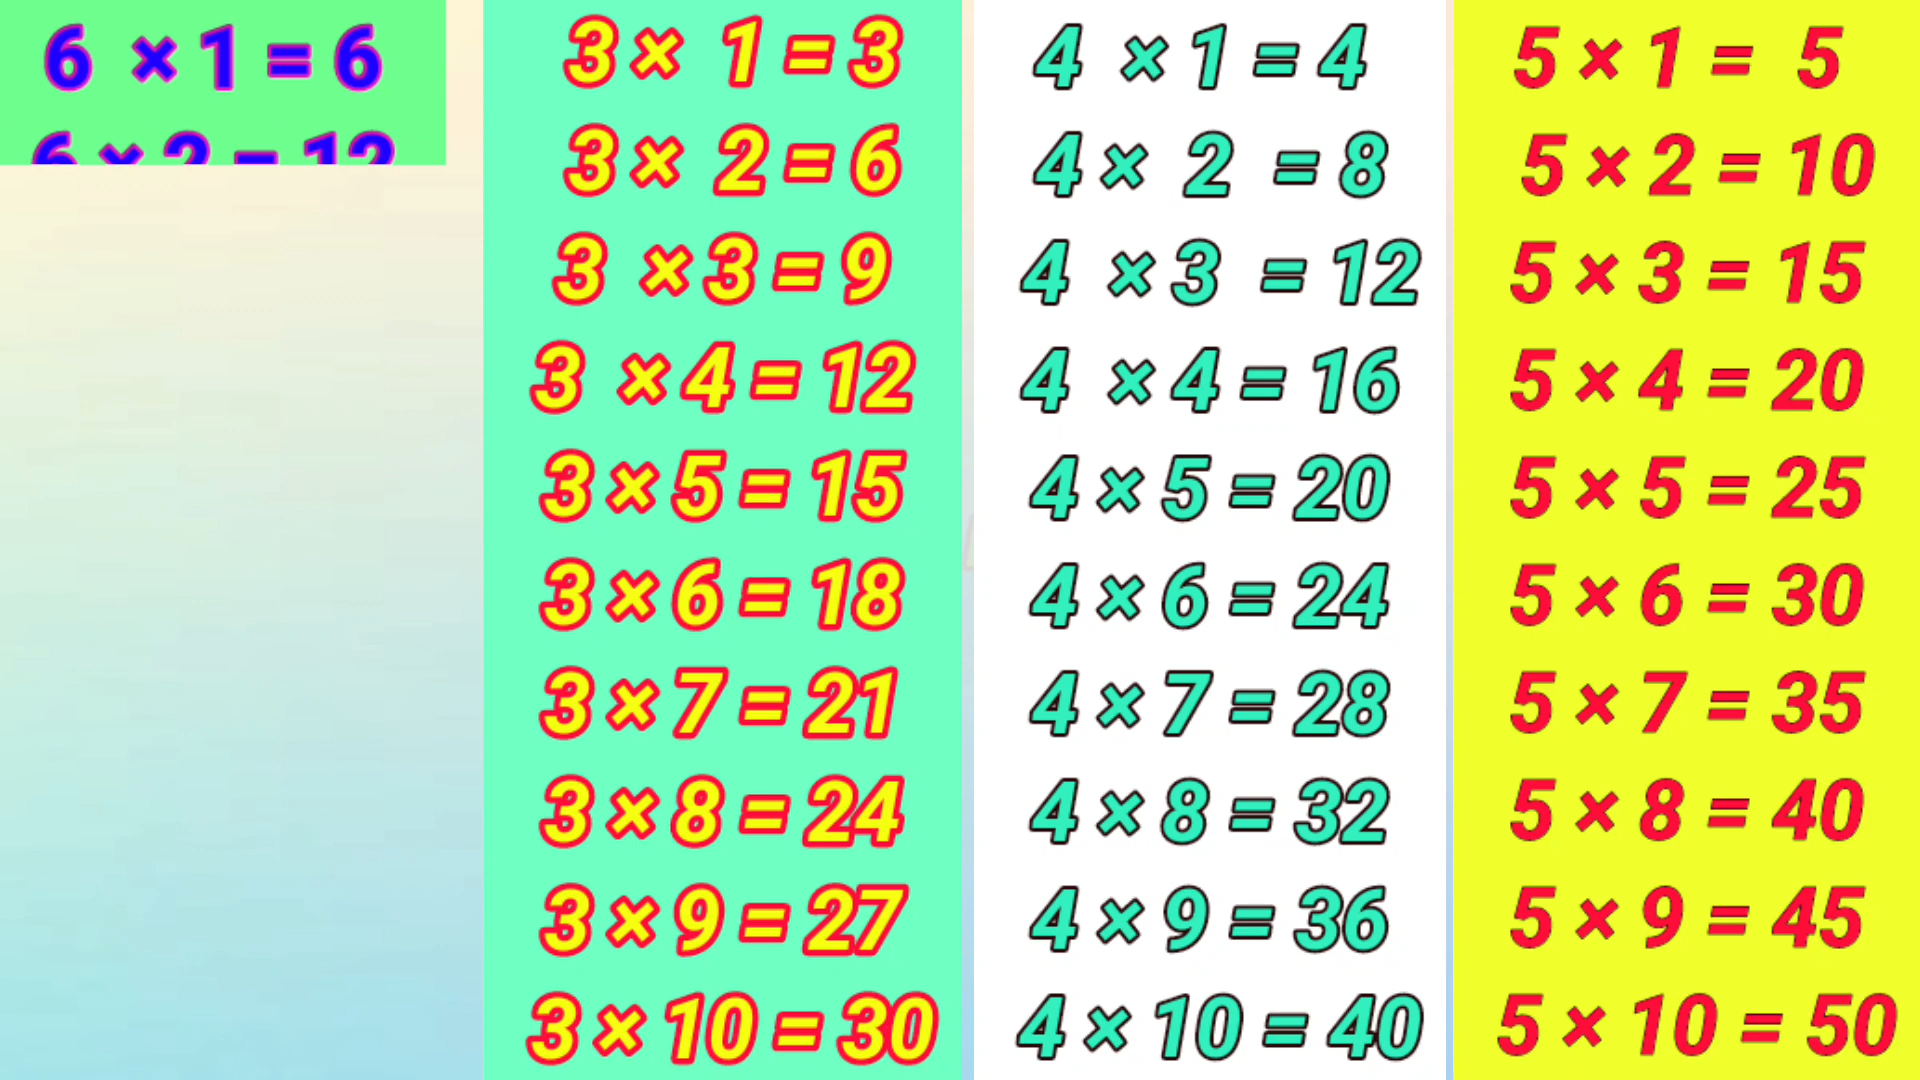 6 × 1 = 6
6 × 2 = 12
3 × 1 = 3
3 × 2 = 6
3 × 3 = 9
3 × 4 = 12
3 × 5 = 15
3 × 6 = 18
3 × 7 = 21
3 × 8 = 24
3 × 9 = 27
3 × 10 = 30
4 × 1 = 4
4 × 2 = 8
4 × 3 = 12
4 × 4 = 16
4 × 5 = 20
4 × 6 = 24
4 × 7 = 28
4 × 8 = 32
4 × 9 = 36
4 × 10 = 40
5 × 1 = 5
5 × 2 = 10
5 × 3 = 15
5 × 4 = 20
5 × 5 = 25
5 × 6 = 30
5 × 7 = 35
5 × 8 = 40
5 × 9 = 45
5 × 10 = 50